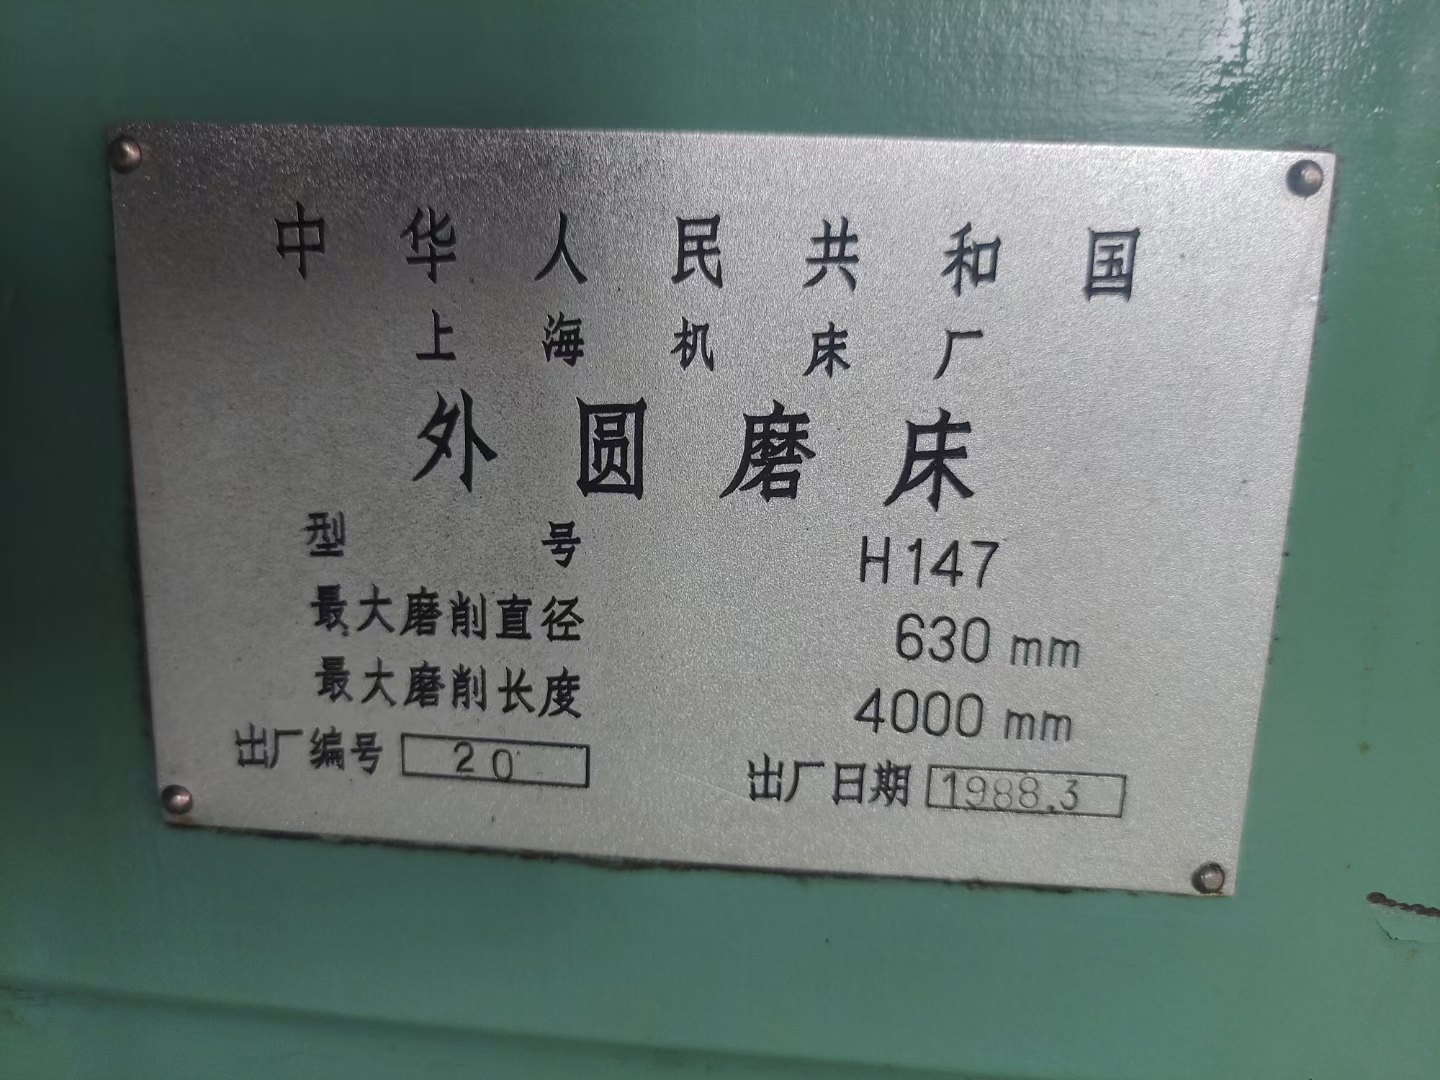 中华人民共和国
上海机床厂
外圆磨床
型号 H147
最大磨削直径 630 mm
最大磨削长度 4000 mm
出厂编号 20 出厂日期 1988.3